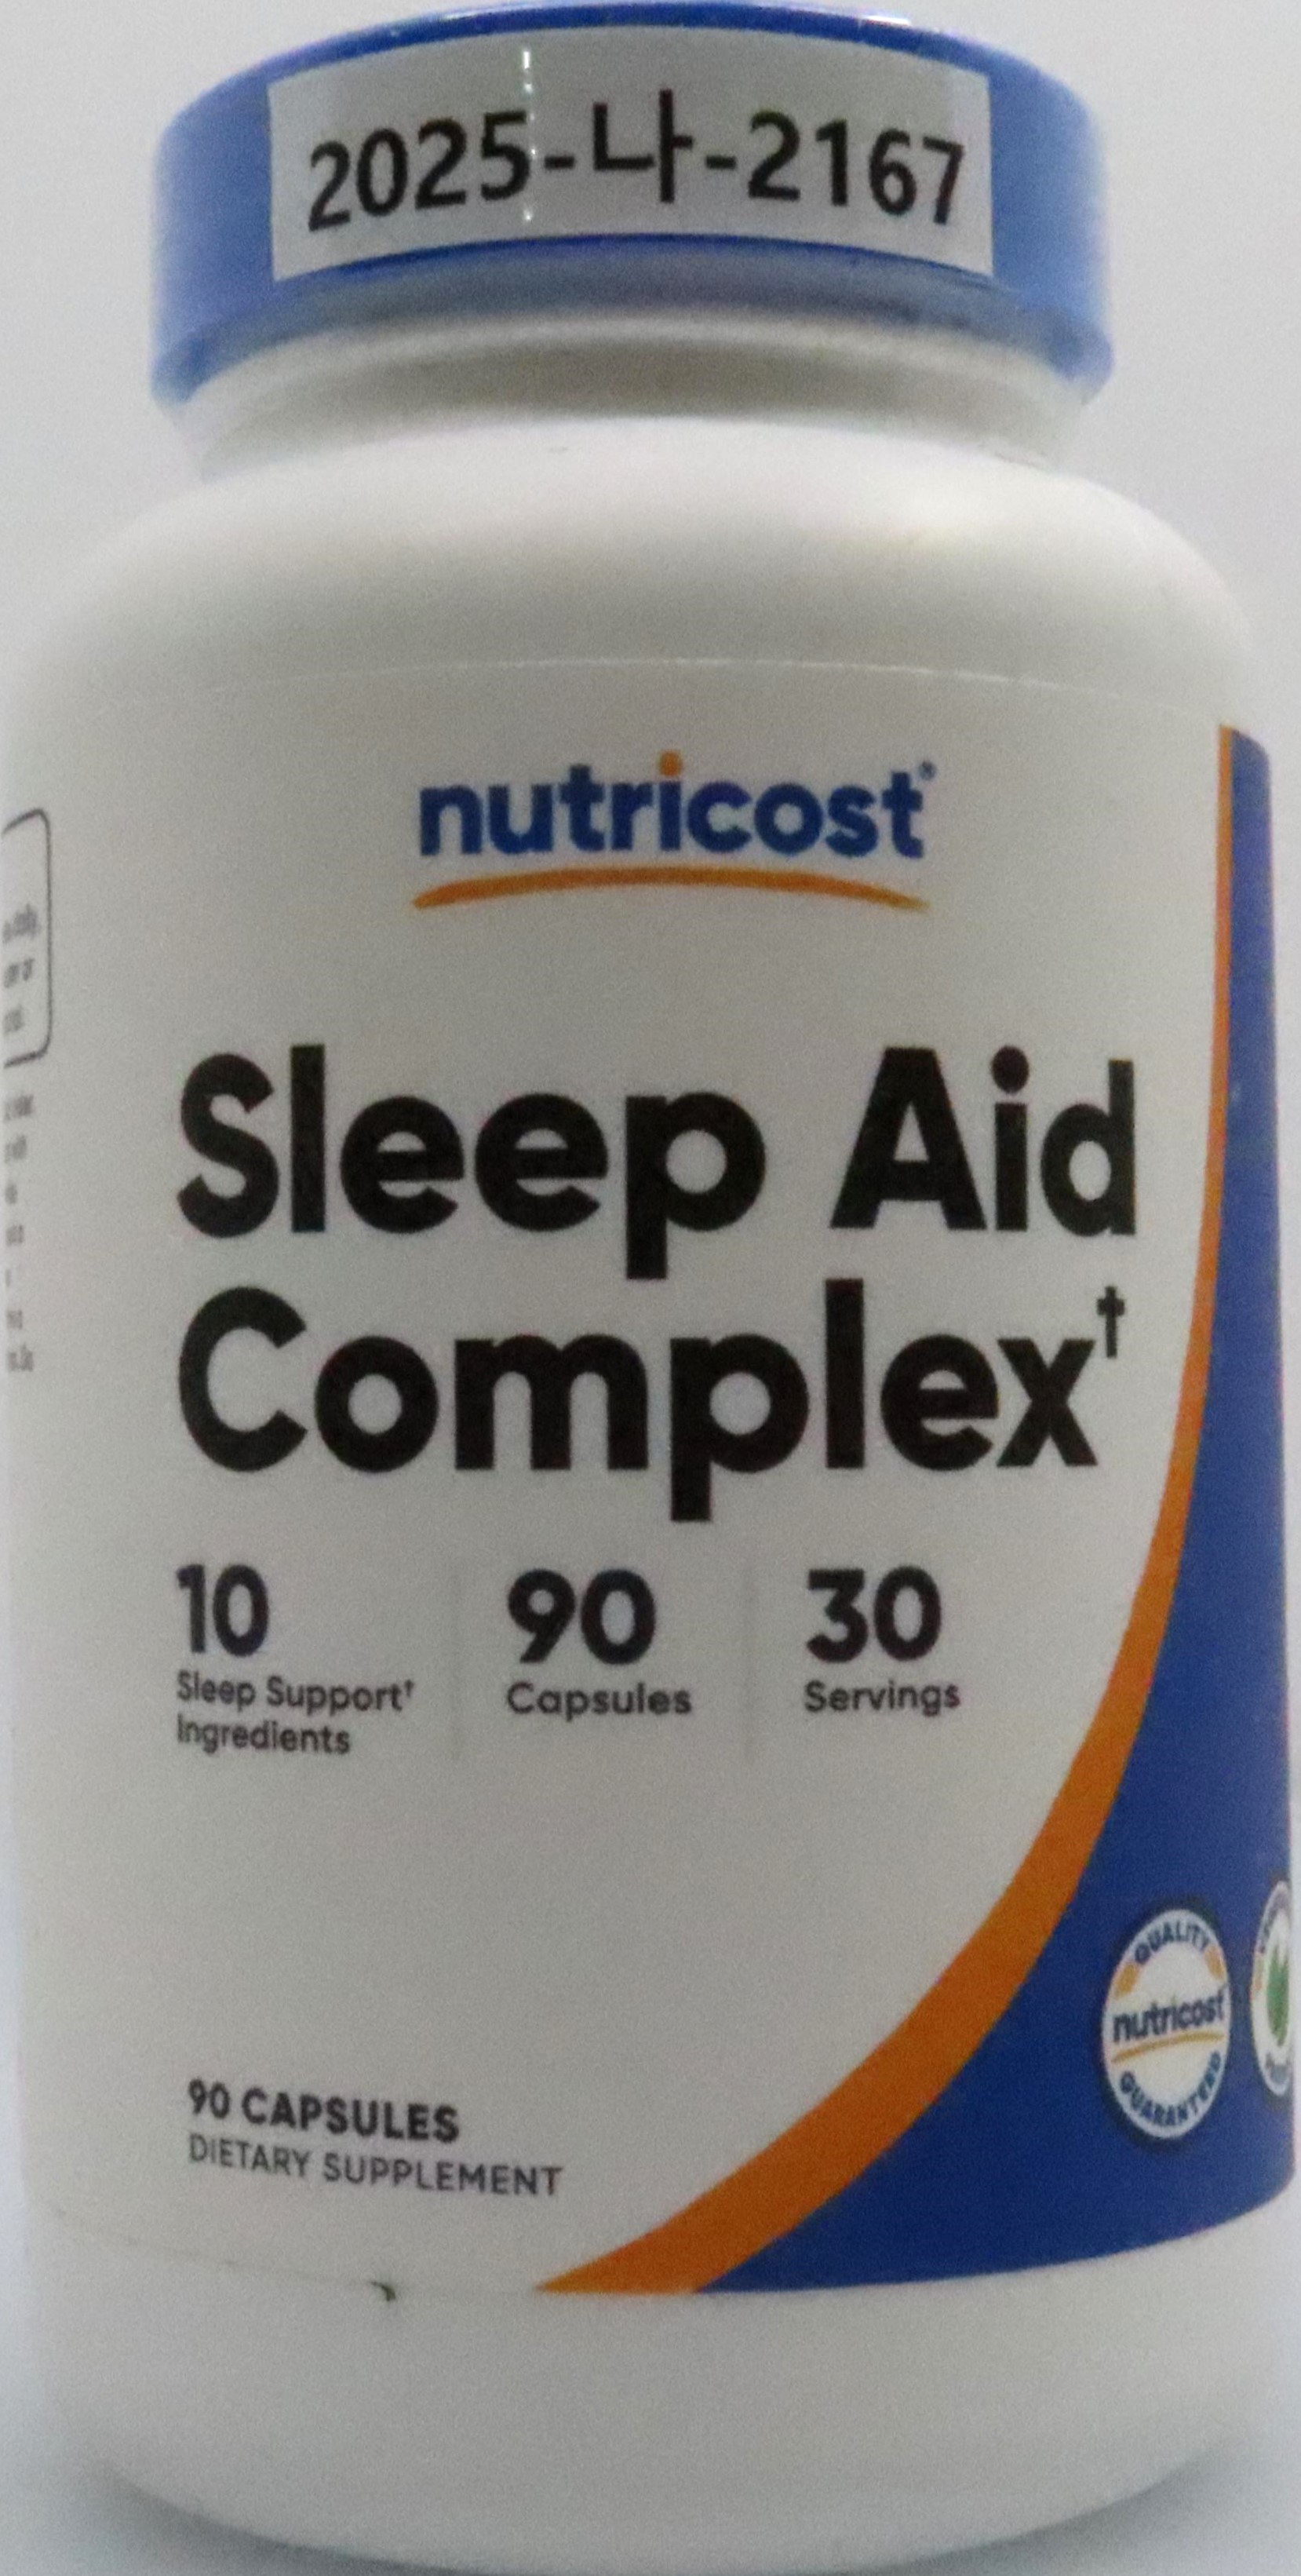 2025-나-2167
nutricost®
Sleep Aid
Complex†
10
Sleep Support†
Ingredients
90
Capsules
30
Servings
QUALITY
nutricost
GUARANTEED
90 CAPSULES
DIETARY SUPPLEMENT